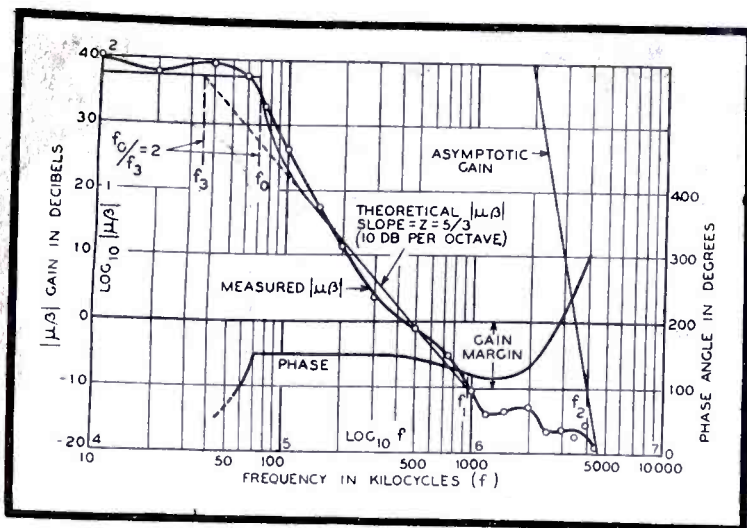 40
2
30
20
1
10
0
-10
-20
4
|μβ| GAIN IN DECIBELS
LOG10 |μβ|
f0/f3 = 2
f3
f0
ASYMPTOTIC
GAIN
THEORETICAL |μβ|
SLOPE = Z = 5/3
(10 DB PER OCTAVE)
MEASURED |μβ|
GAIN
MARGIN
PHASE
f1
f2
LOG10 f
5
6
7
400
300
200
100
0
PHASE ANGLE IN DEGREES
10
50
100
500
1000
5000
10000
FREQUENCY IN KILOCYCLES (f)